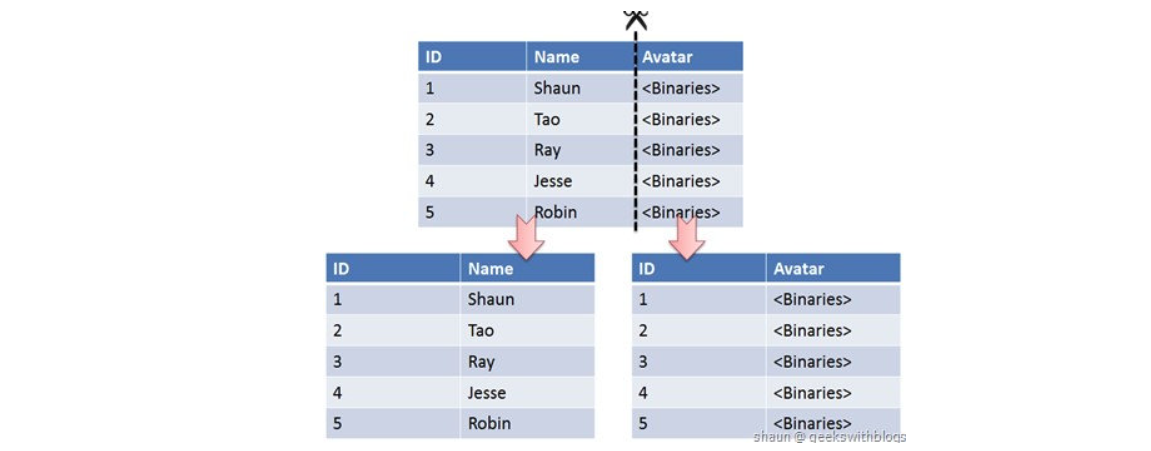 ID Name Avatar
1 Shaun <Binaries>
2 Tao <Binaries>
3 Ray <Binaries>
4 Jesse <Binaries>
5 Robin <Binaries>
ID Name
1 Shaun
2 Tao
3 Ray
4 Jesse
5 Robin
ID Avatar
1 <Binaries>
2 <Binaries>
3 <Binaries>
4 <Binaries>
5 <Binaries>
shaun @ geekswithblogs